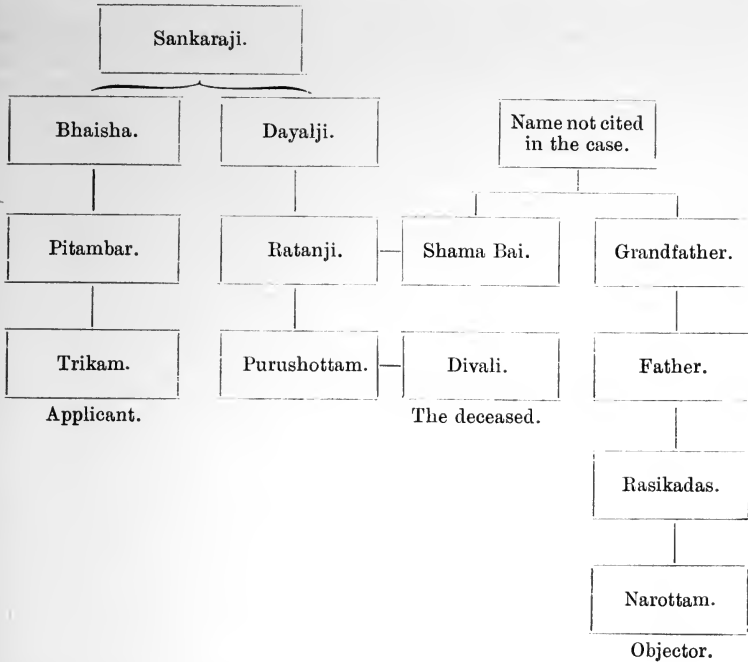 Sankaraji.
Bhaisha.
Dayalji.
Name not cited
in the case.
Pitambar.
Ratanji.
Shama Bai.
Grandfather.
Trikam.
Purushottam.
Divali.
Father.
Applicant.
The deceased.
Rasikadas.
Narottam.
Objector.